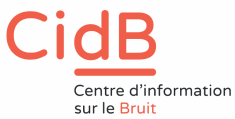 CidB
Centre d'information
sur le Bruit